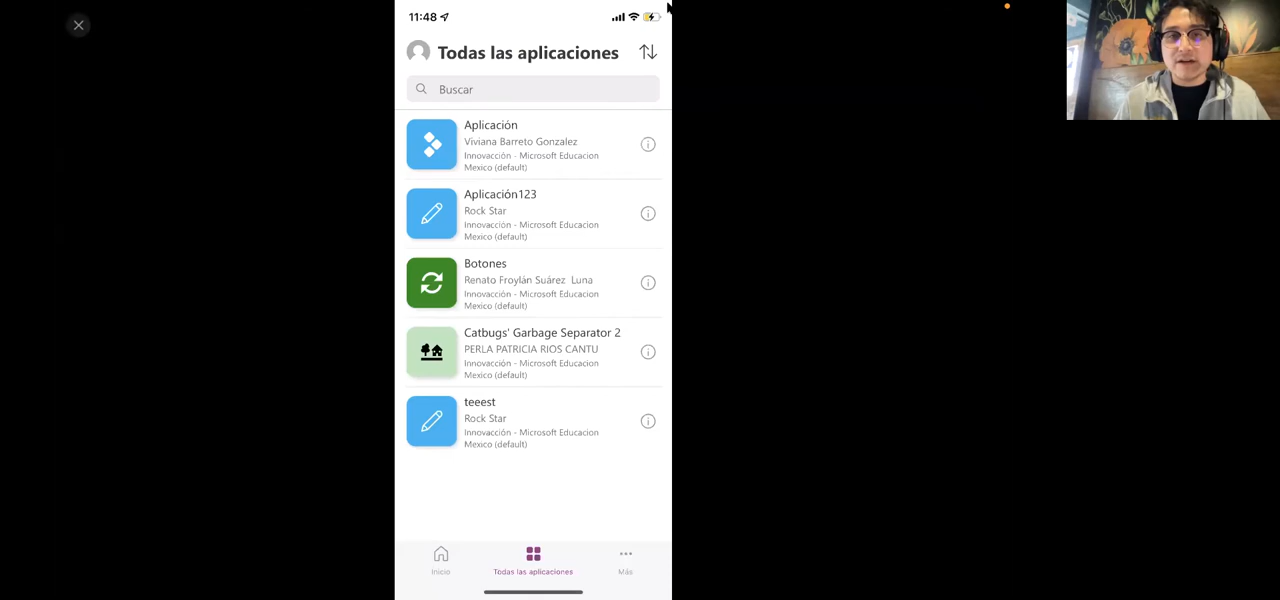 11:48
Todas las aplicaciones
Buscar
Aplicación
Viviana Barreto Gonzalez
Innovacción - Microsoft Educacion
Mexico (default)
Aplicación123
Rock Star
Innovacción - Microsoft Educacion
Mexico (default)
Botones
Renato Froylán Suárez Luna
Innovacción - Microsoft Educacion
Mexico (default)
Catbugs' Garbage Separator 2
PERLA PATRICIA RIOS CANTU
Innovacción - Microsoft Educacion
Mexico (default)
teeest
Rock Star
Innovacción - Microsoft Educacion
Mexico (default)
Inicio
Todas las aplicaciones
Más